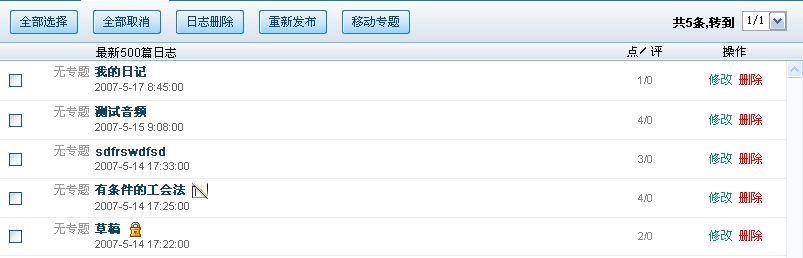 全部选择 全部取消 日志删除 重新发布 移动专题 共5条,转到 1/1
最新500篇日志 点／评 操作
无专题 我的日记 1/0 修改 删除
2007-5-17 8:45:00
无专题 测试音频 4/0 修改 删除
2007-5-15 9:08:00
无专题 sdfrswdfsd 3/0 修改 删除
2007-5-14 17:33:00
无专题 有条件的工会法 4/0 修改 删除
2007-5-14 17:25:00
无专题 草稿 2/0 修改 删除
2007-5-14 17:22:00